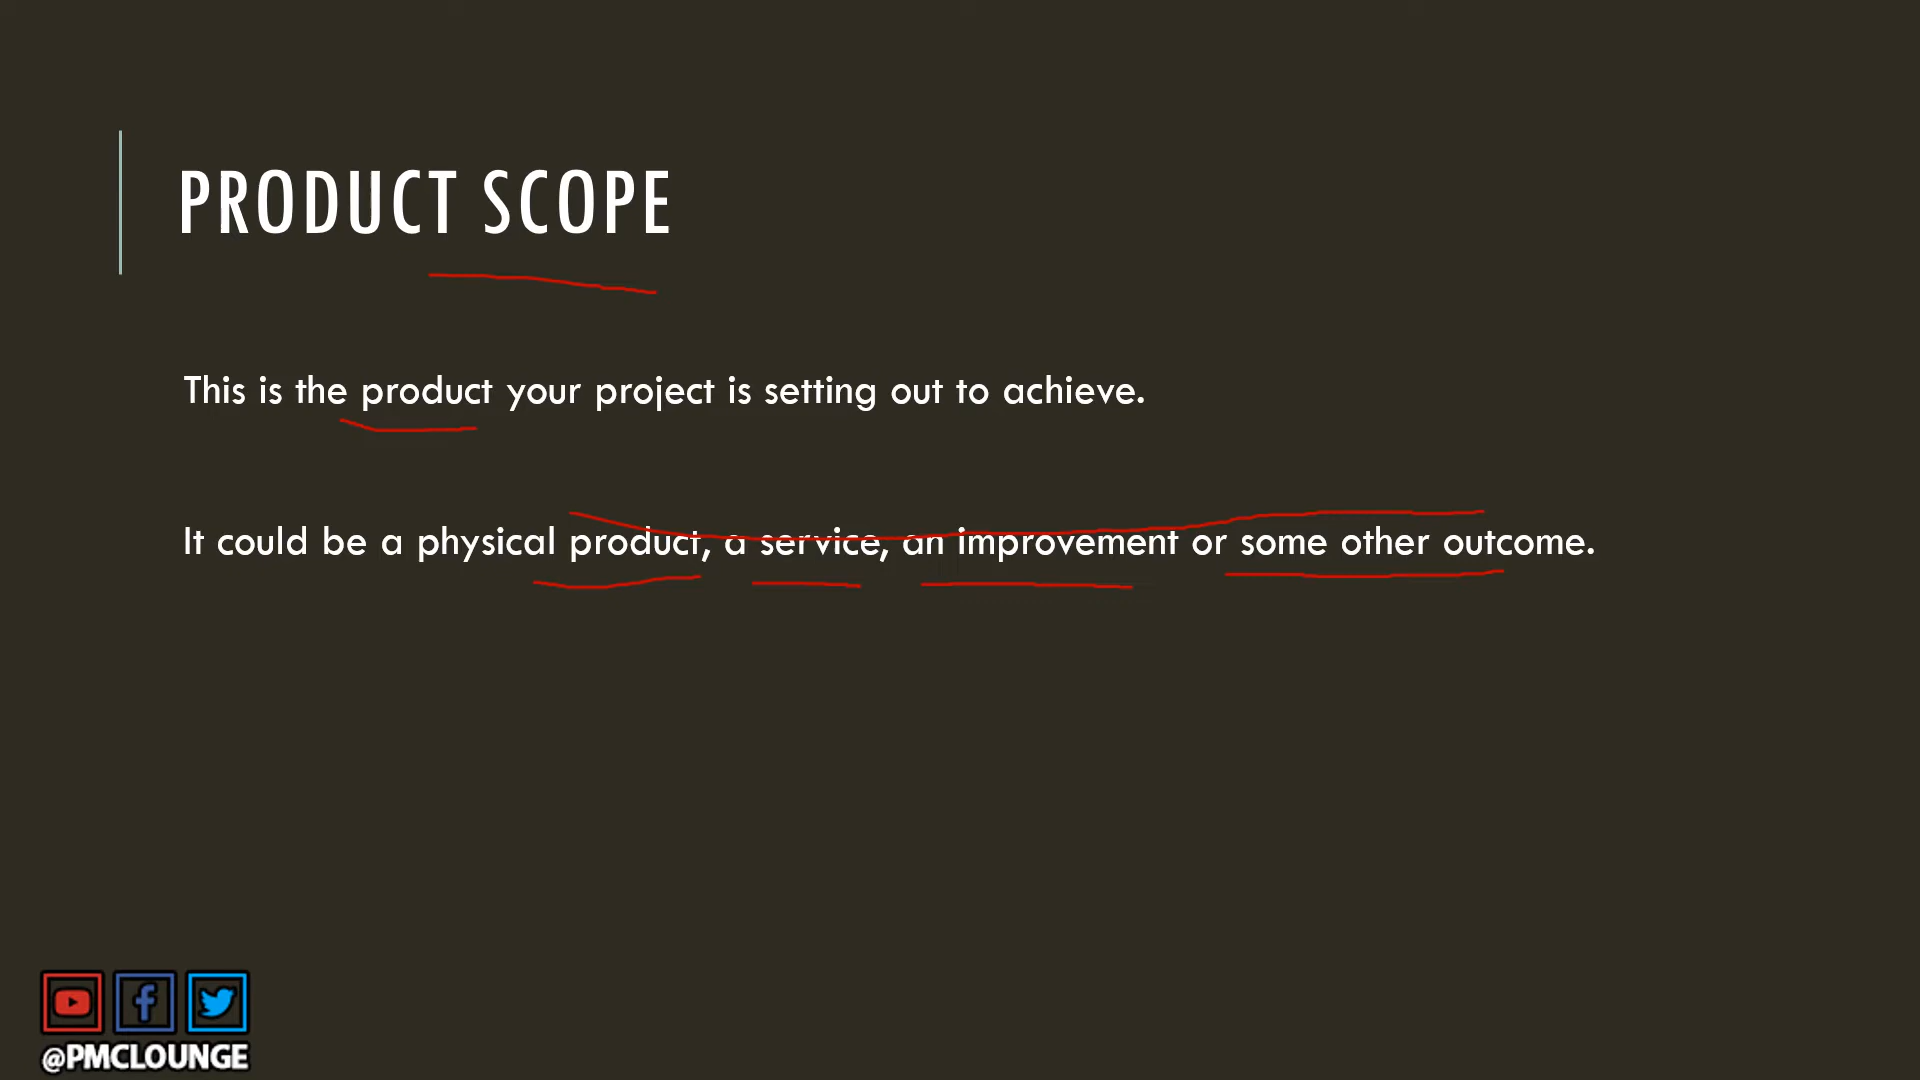 PRODUCT SCOPE
This is the product your project is setting out to achieve.
It could be a physical product, a service, an improvement or some other outcome.
@PMCLOUNGE